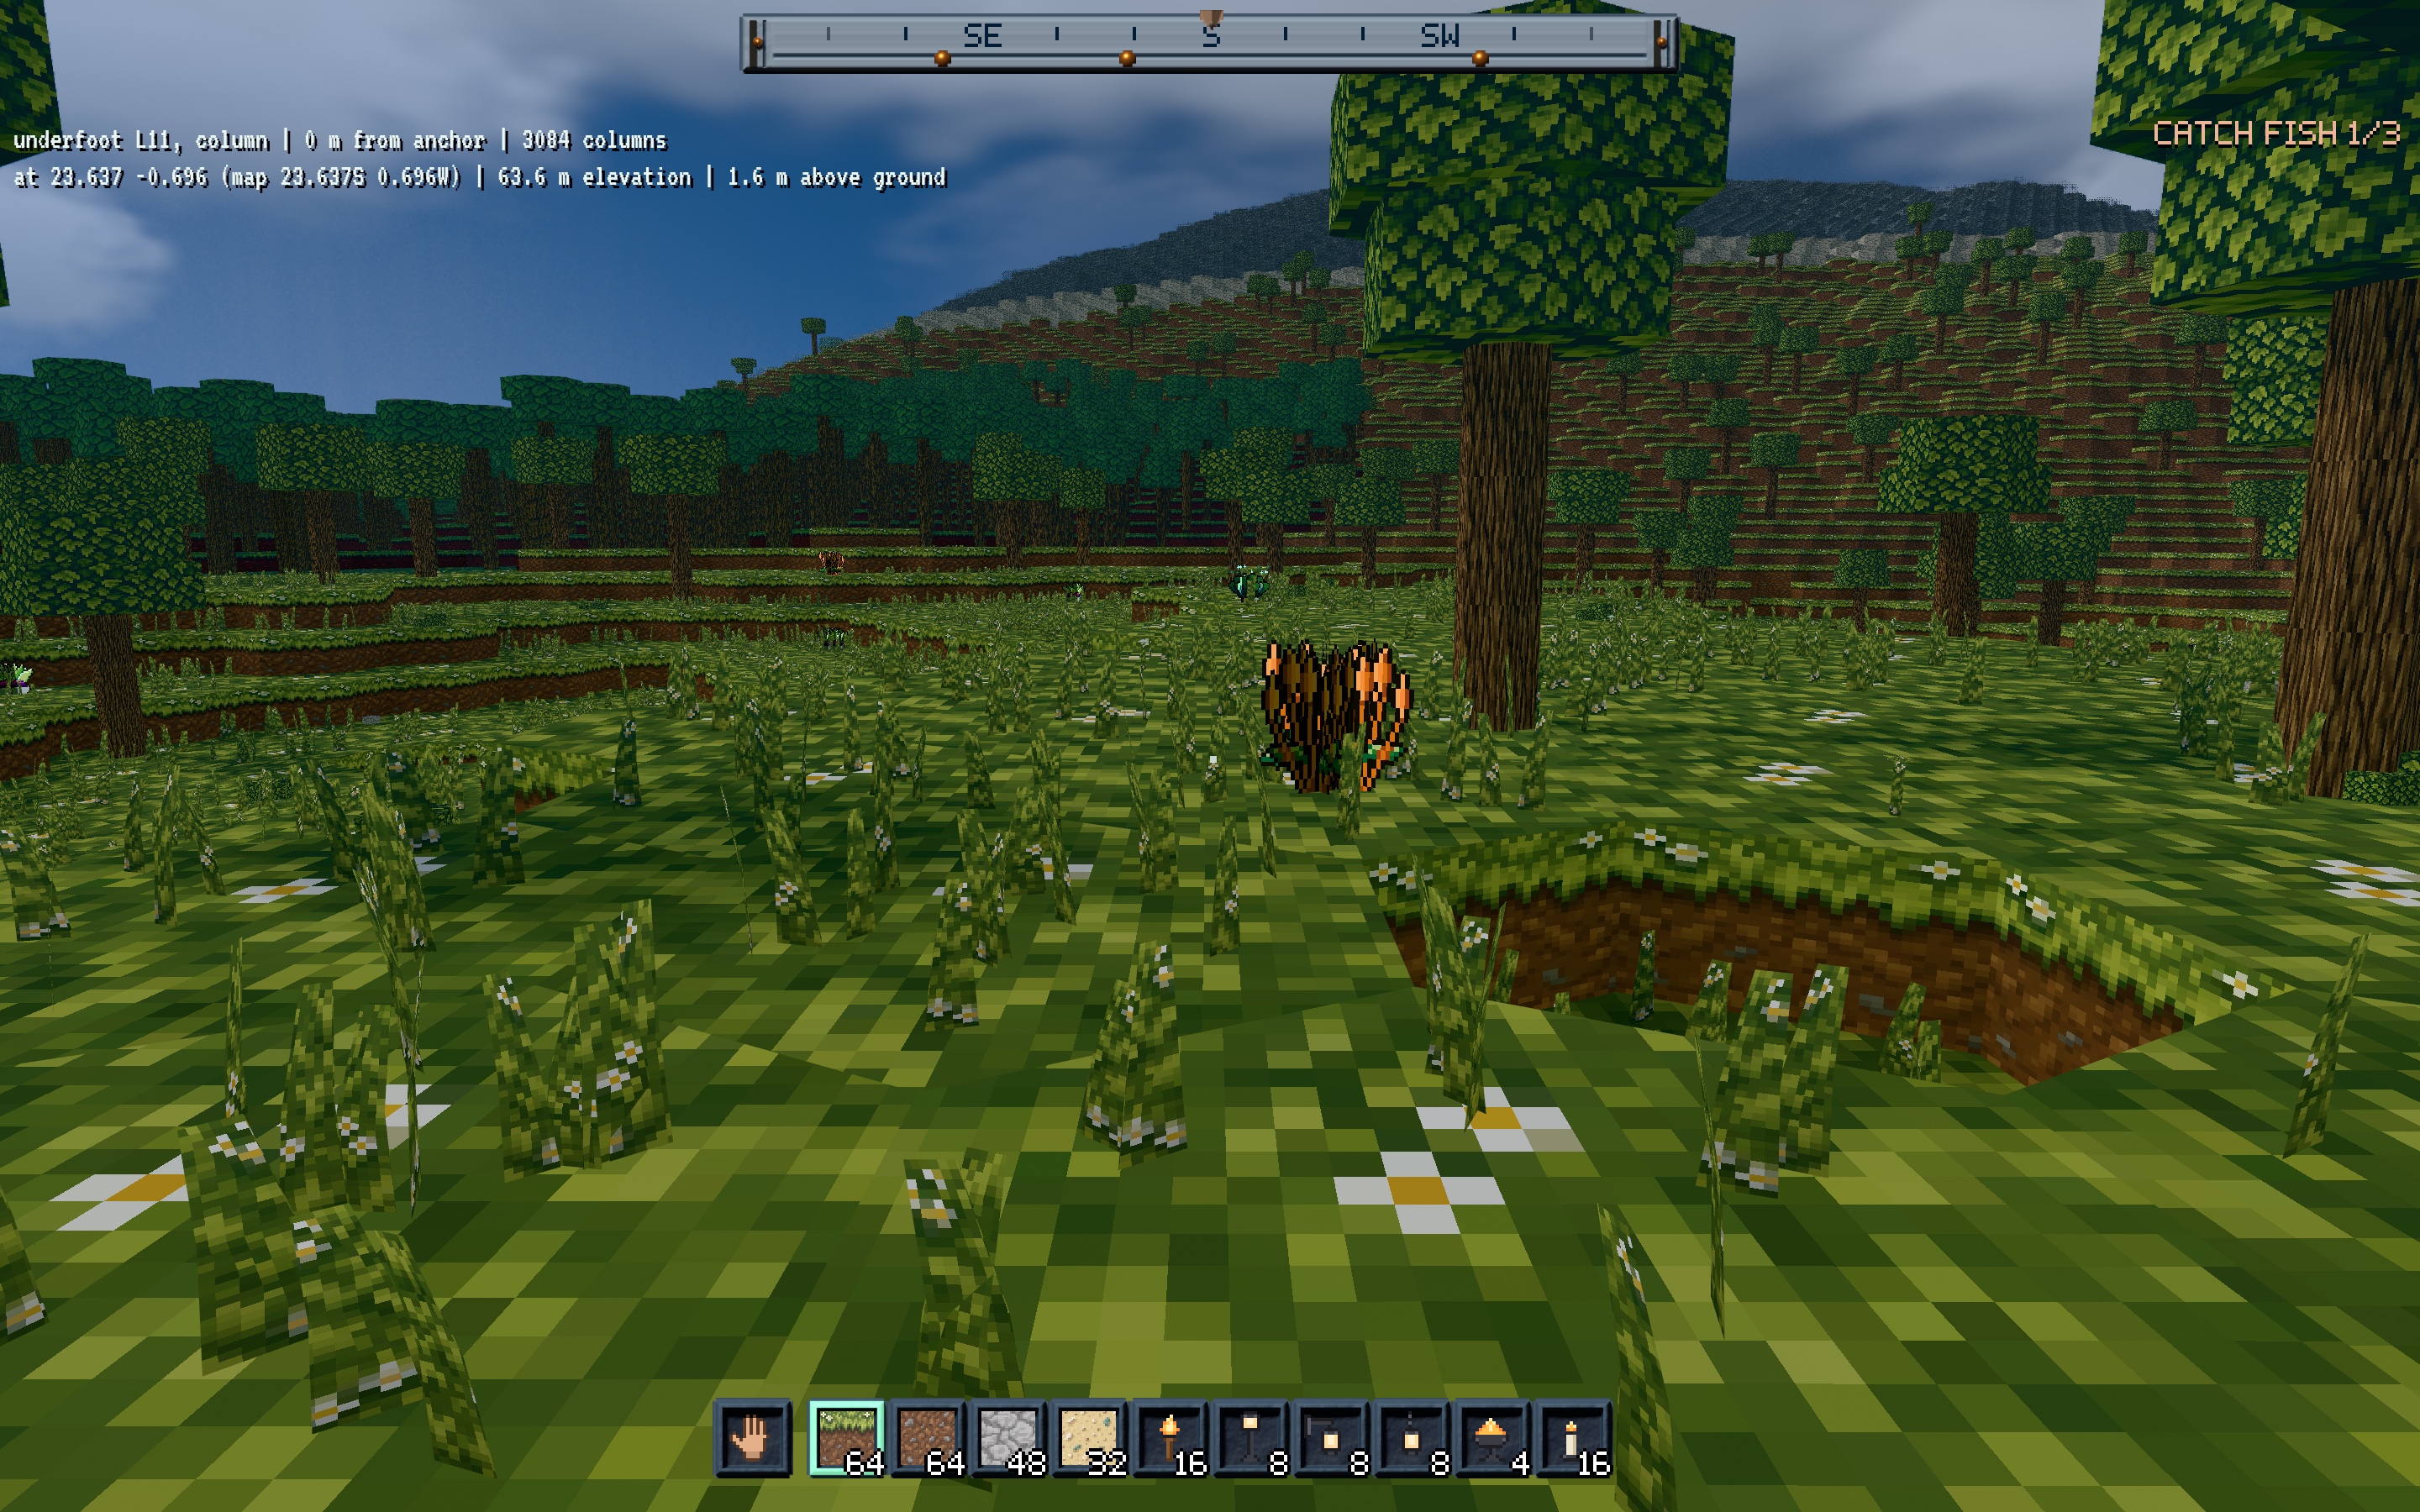 SE S SW
underfoot L11, column | 0 m from anchor | 3084 columns
at 23.637 -0.696 (map 23.637S 0.696W) | 63.6 m elevation | 1.6 m above ground
CATCH FISH 1/3
64 64 48 32 16 8 8 8 4 16